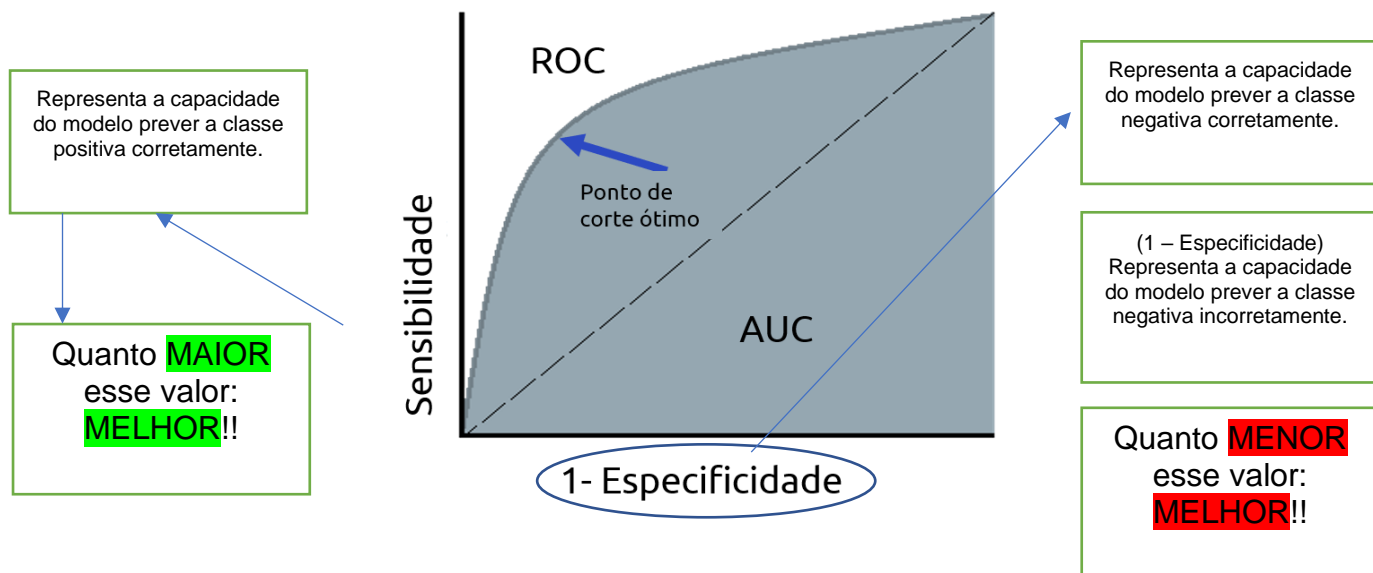 Representa a capacidade
do modelo prever a classe
positiva corretamente.
Quanto MAIOR
esse valor:
MELHOR!!
ROC
Ponto de
corte ótimo
AUC
Sensibilidade
1- Especificidade
Representa a capacidade
do modelo prever a classe
negativa corretamente.
(1 – Especificidade)
Representa a capacidade
do modelo prever a classe
negativa incorretamente.
Quanto MENOR
esse valor:
MELHOR!!